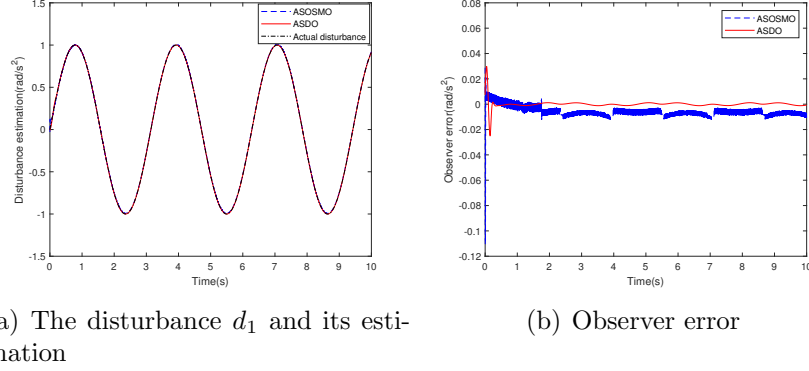 1.5
1
0.5
0
-0.5
-1
-1.5
0 1 2 3 4 5 6 7 8 9 10
Time(s)
Disturbance estimation(rad/s²)
ASOSMO
ASDO
Actual disturbance
0.08
0.06
0.04
0.02
0
-0.02
-0.04
-0.06
-0.08
-0.1
-0.12
0 1 2 3 4 5 6 7 8 9 10
Time(s)
Observer error(rad/s²)
ASOSMO
ASDO
a) The disturbance d₁ and its esti-
mation
(b) Observer error